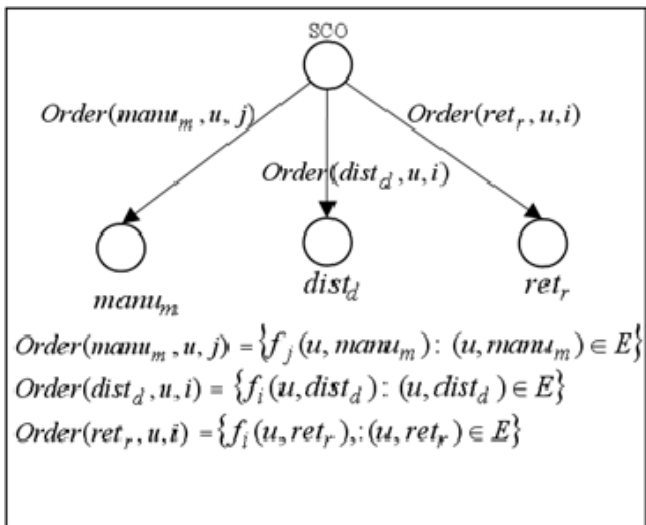 SCO
Order(manu_m, u, j)
Order(ret_r, u, i)
Order(dist_d, u, i)
manu_m
dist_d
ret_r
Order(manu_m, u, j) = {f_j (u, manu_m) : (u, manu_m) ∈ E}
Order(dist_d, u, i) = {f_i (u, dist_d) : (u, dist_d) ∈ E}
Order(ret_r, u, i) = {f_i (u, ret_r), : (u, ret_r) ∈ E}